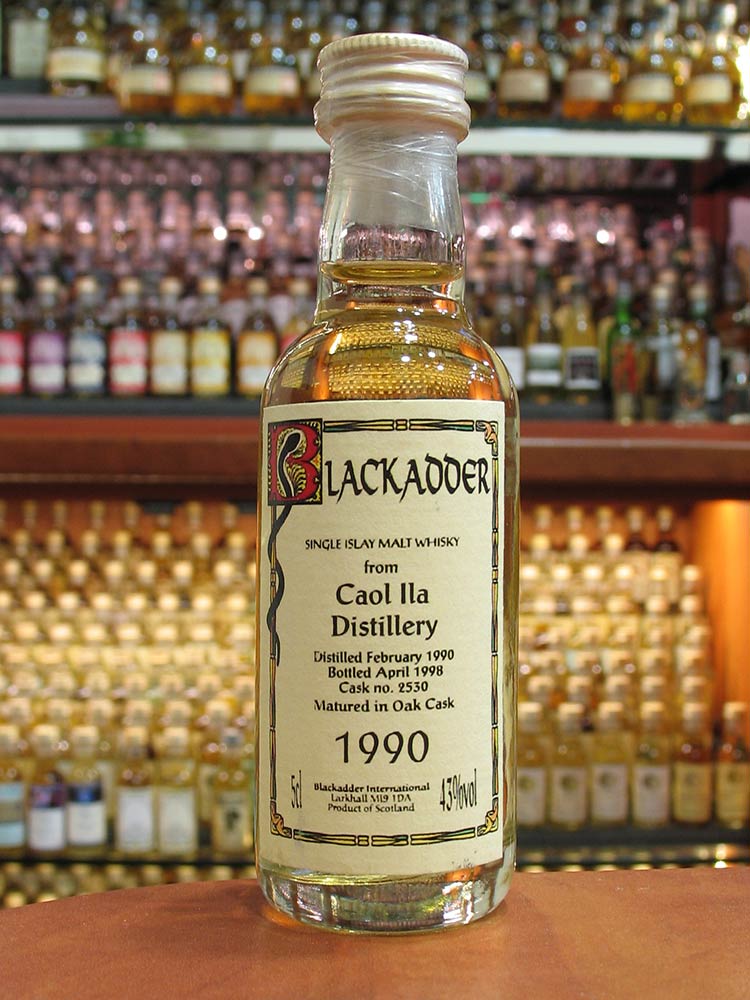 BLACKADDER
SINGLE ISLAY MALT WHISKY
from
Caol Ila
Distillery
Distilled February 1990
Bottled April 1998
Cask no. 2530
Matured in Oak Cask
1990
5cl
Blackadder International
Larkhall Ml9 1DA
Product of Scotland
43%vol